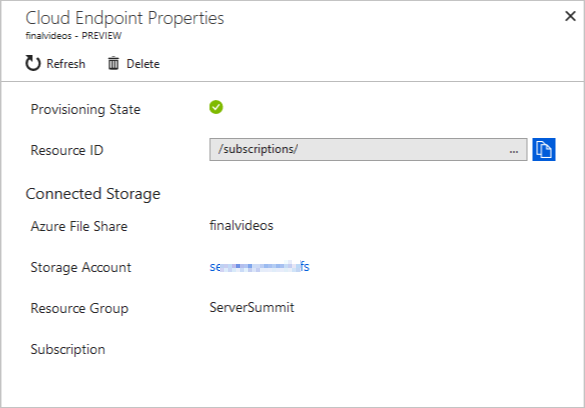 Cloud Endpoint Properties
finalvideos - PREVIEW
Refresh Delete
Provisioning State
Resource ID /subscriptions/ ...
Connected Storage
Azure File Share finalvideos
Storage Account
Resource Group ServerSummit
Subscription